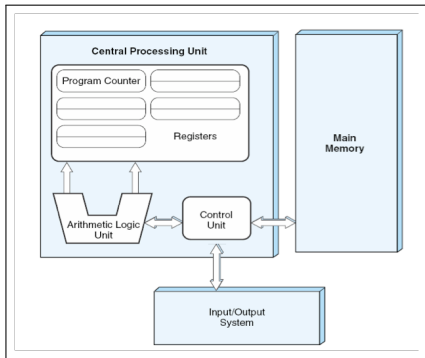 Central Processing Unit
Program Counter
Registers
Main
Memory
Arithmetic Logic
Unit
Control
Unit
Input/Output
System